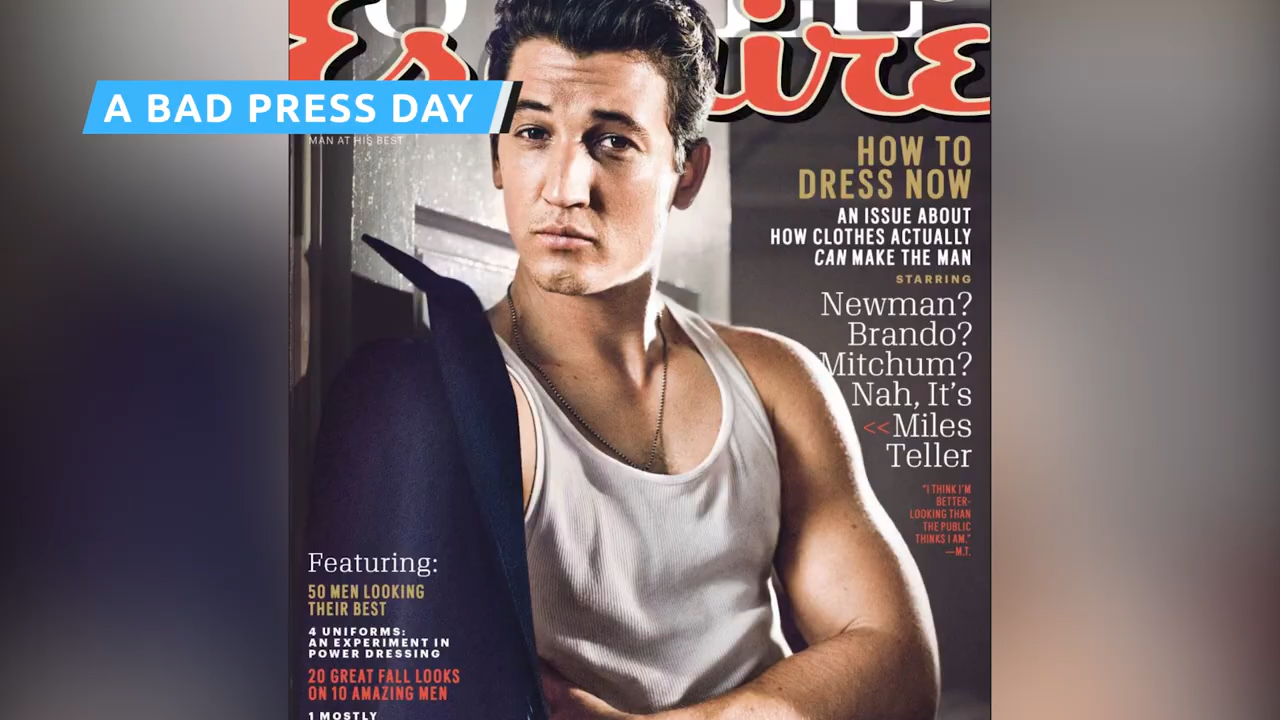 Esquire
A BAD PRESS DAY
MAN AT HIS BEST
HOW TO
DRESS NOW
AN ISSUE ABOUT
HOW CLOTHES ACTUALLY
CAN MAKE THE MAN
STARRING
Newman?
Brando?
Mitchum?
Nah, It's
<<Miles
Teller
"I THINK I'M
BETTER-
LOOKING THAN
THE PUBLIC
THINKS I AM."
—M.T.
Featuring:
50 MEN LOOKING
THEIR BEST
4 UNIFORMS:
AN EXPERIMENT IN
POWER DRESSING
20 GREAT FALL LOOKS
ON 10 AMAZING MEN
1 MOSTLY